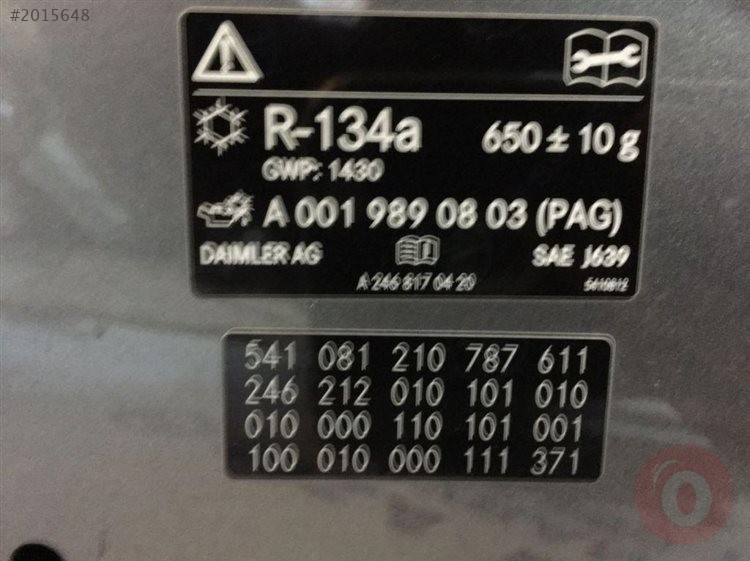 #2015648
R-134a 650 ± 10 g
GWP: 1430
A 001 989 08 03 (PAG)
DAIMLER AG SAE J639
A 246 817 04 20
541 081 210 787 611
246 212 010 101 010
010 000 110 101 001
100 010 000 111 371